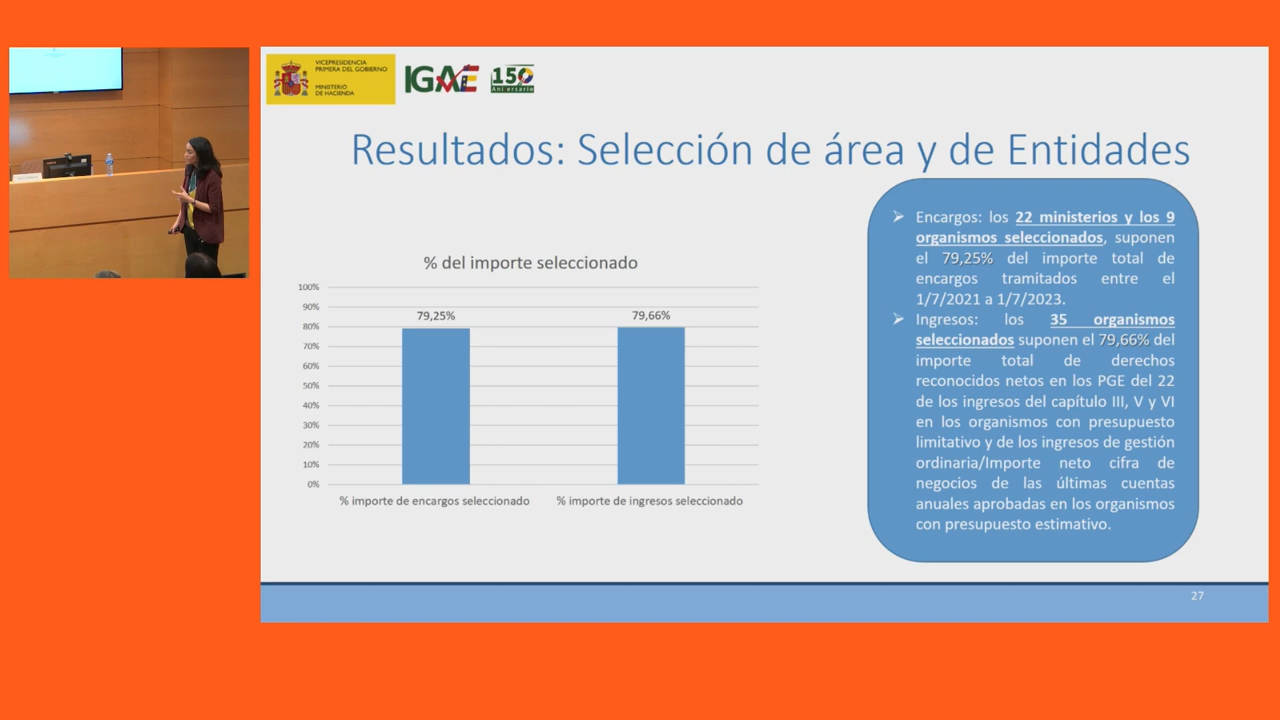 VICEPRESIDENCIA
PRIMERA DEL GOBIERNO
MINISTERIO
DE HACIENDA
IGAE
150
Aniversario
Resultados: Selección de área y de Entidades
% del importe seleccionado
100%
90%
80%
70%
60%
50%
40%
30%
20%
10%
0%
79,25%
79,66%
% importe de encargos seleccionado
% importe de ingresos seleccionado
Encargos: los 22 ministerios y los 9
organismos seleccionados, suponen
el 79,25% del importe total de
encargos tramitados entre el
1/7/2021 a 1/7/2023.
Ingresos: los 35 organismos
seleccionados suponen el 79,66% del
importe total de derechos
reconocidos netos en los PGE del 22
de los ingresos del capítulo III, V y VI
en los organismos con presupuesto
limitativo y de los ingresos de gestión
ordinaria/Importe neto cifra de
negocios de las últimas cuentas
anuales aprobadas en los organismos
con presupuesto estimativo.
27